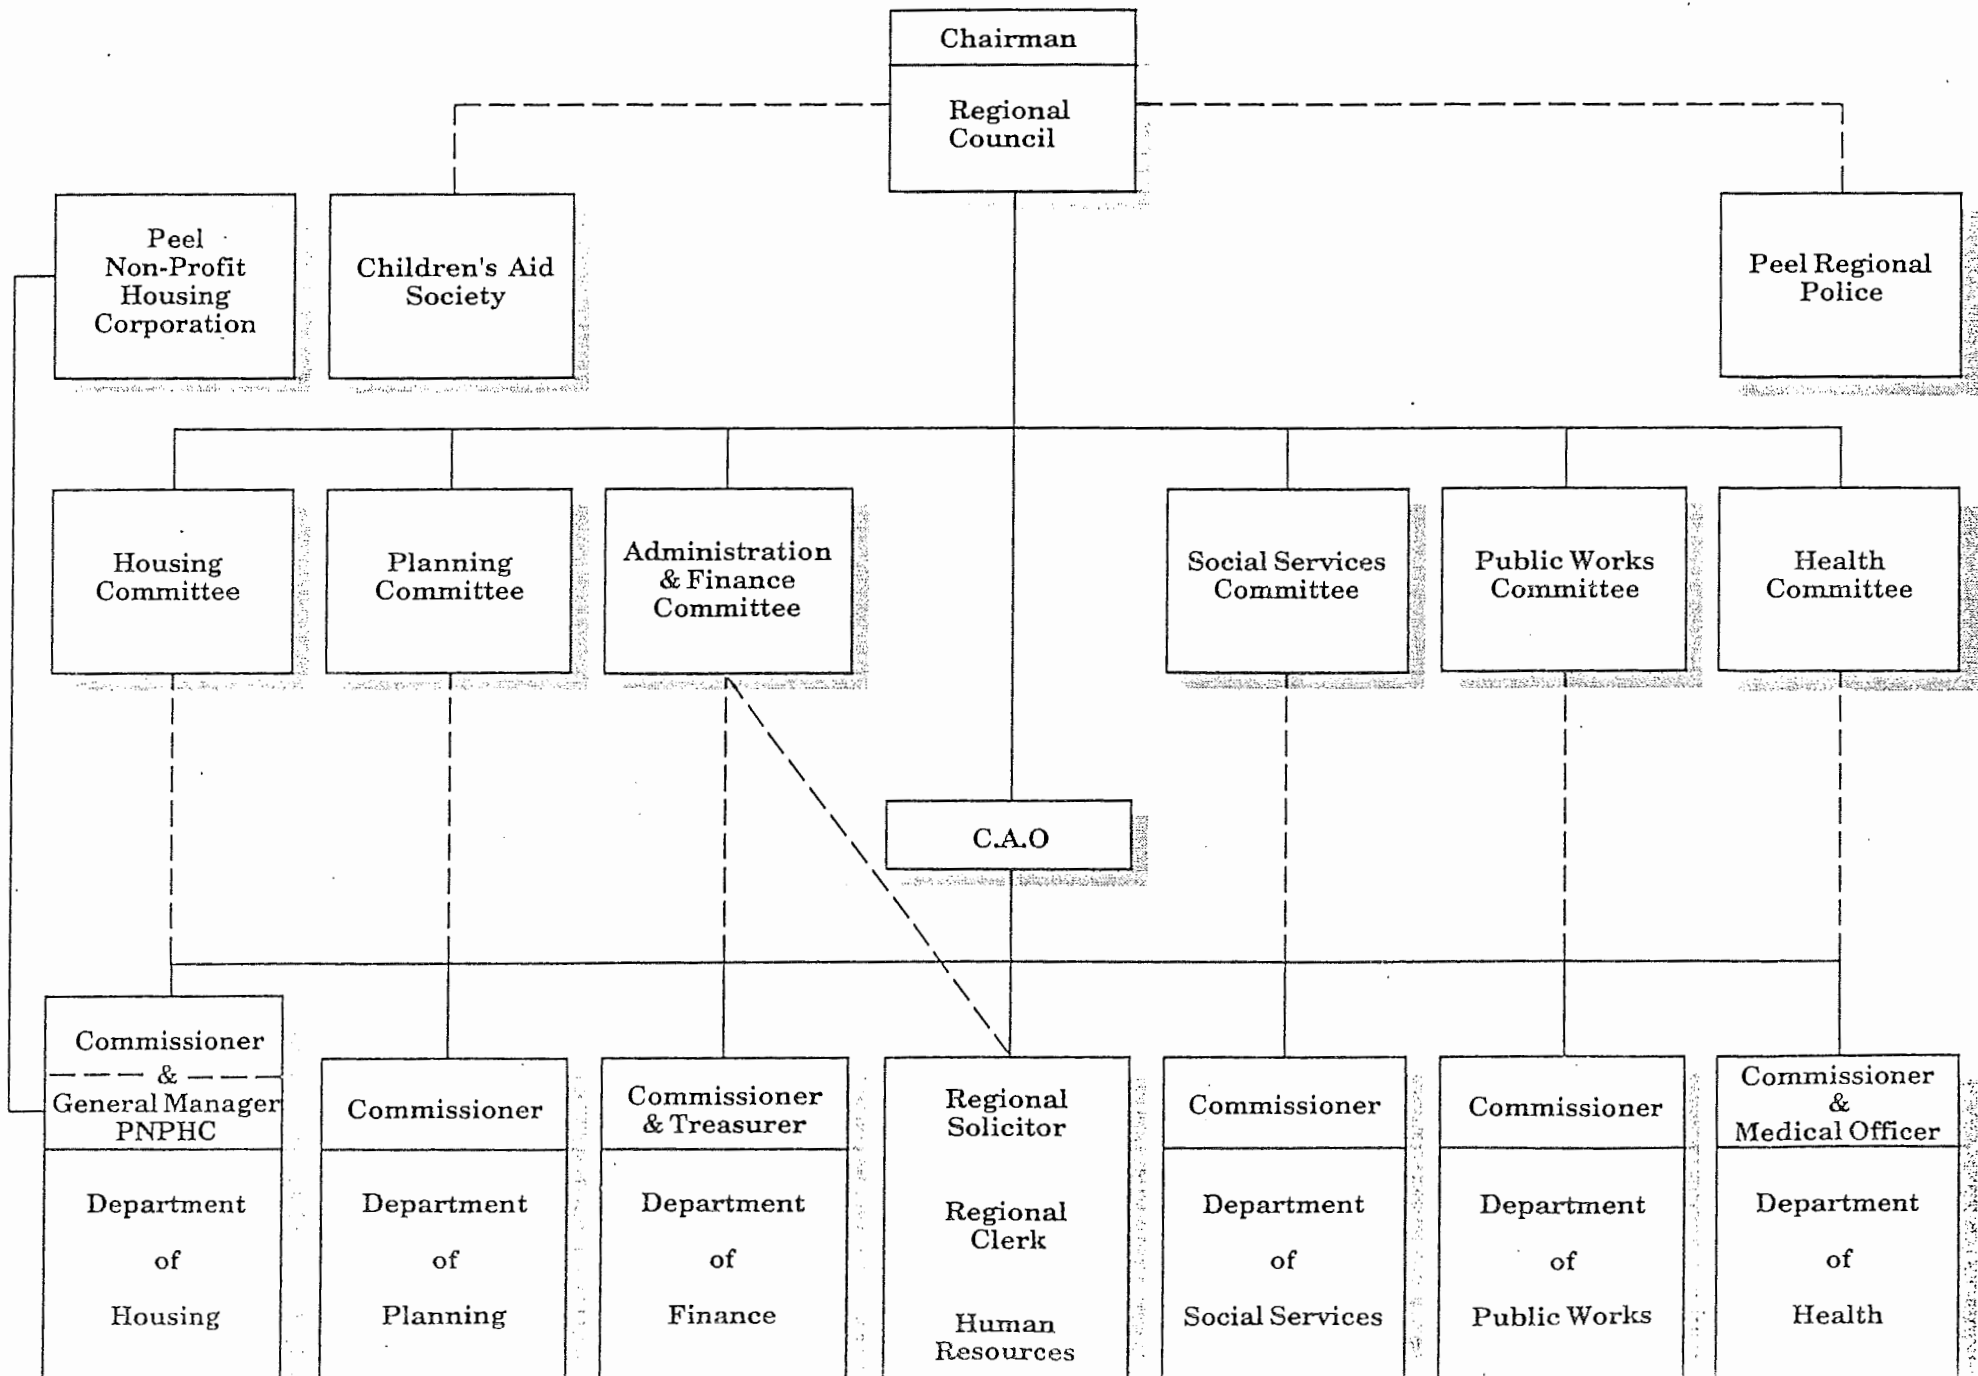 Chairman
Regional
Council
Peel
Non-Profit
Housing
Corporation
Children's Aid
Society
Peel Regional
Police
Housing
Committee
Planning
Committee
Administration
& Finance
Committee
Social Services
Committee
Public Works
Committee
Health
Committee
C.A.O
Commissioner
&
General Manager
PNPHC
Department
of
Housing
Commissioner
Department
of
Planning
Commissioner
& Treasurer
Department
of
Finance
Regional
Solicitor
Regional
Clerk
Human
Resources
Commissioner
Department
of
Social Services
Commissioner
Department
of
Public Works
Commissioner
&
Medical Officer
Department
of
Health